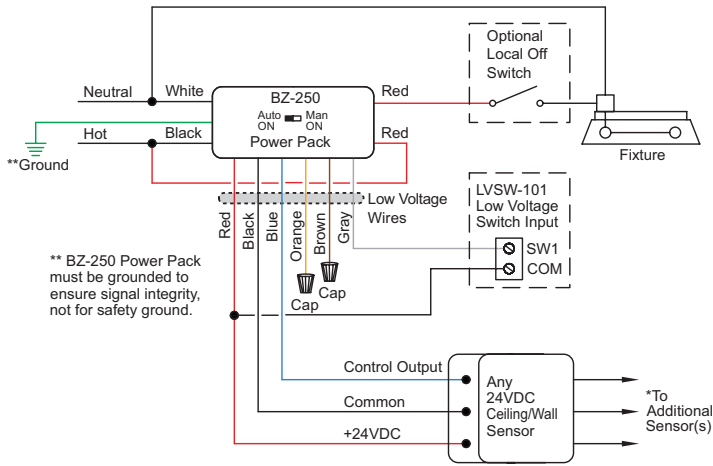 Optional
Local Off
Switch
Neutral
White
BZ-250
Red
Auto
ON
Man
ON
Hot
Black
Power Pack
Red
**Ground
Fixture
Low Voltage
Wires
Red
Black
Blue
Orange
Brown
Gray
LVSW-101
Low Voltage
Switch Input
SW1
COM
** BZ-250 Power Pack
must be grounded to
ensure signal integrity,
not for safety ground.
Cap
Cap
Control Output
Common
+24VDC
Any
24VDC
Ceiling/Wall
Sensor
*To
Additional
Sensor(s)